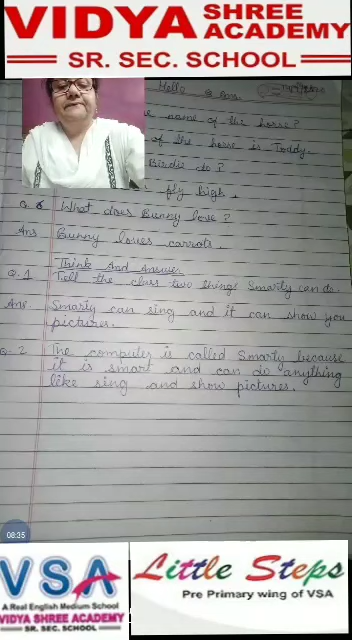 VIDYA SHREE ACADEMY
SR. SEC. SCHOOL
Hello
name of the horse?
of the horse is Toddy.
Birdie do?
fly high.
Q. 6 What does Bunny love?
Ans Bunny loves carrots.
Think And Answer
Q.1 Tell the class two things Smarty can do.
Ans. Smarty can sing and it can show you
pictures.
Q. 2 The computer is called Smarty because
it is smart and can do anything
like sing and show pictures.
08:35
VSA
A Real English Medium School
VIDYA SHREE ACADEMY
SR. SEC. SCHOOL
Little Steps
Pre Primary wing of VSA